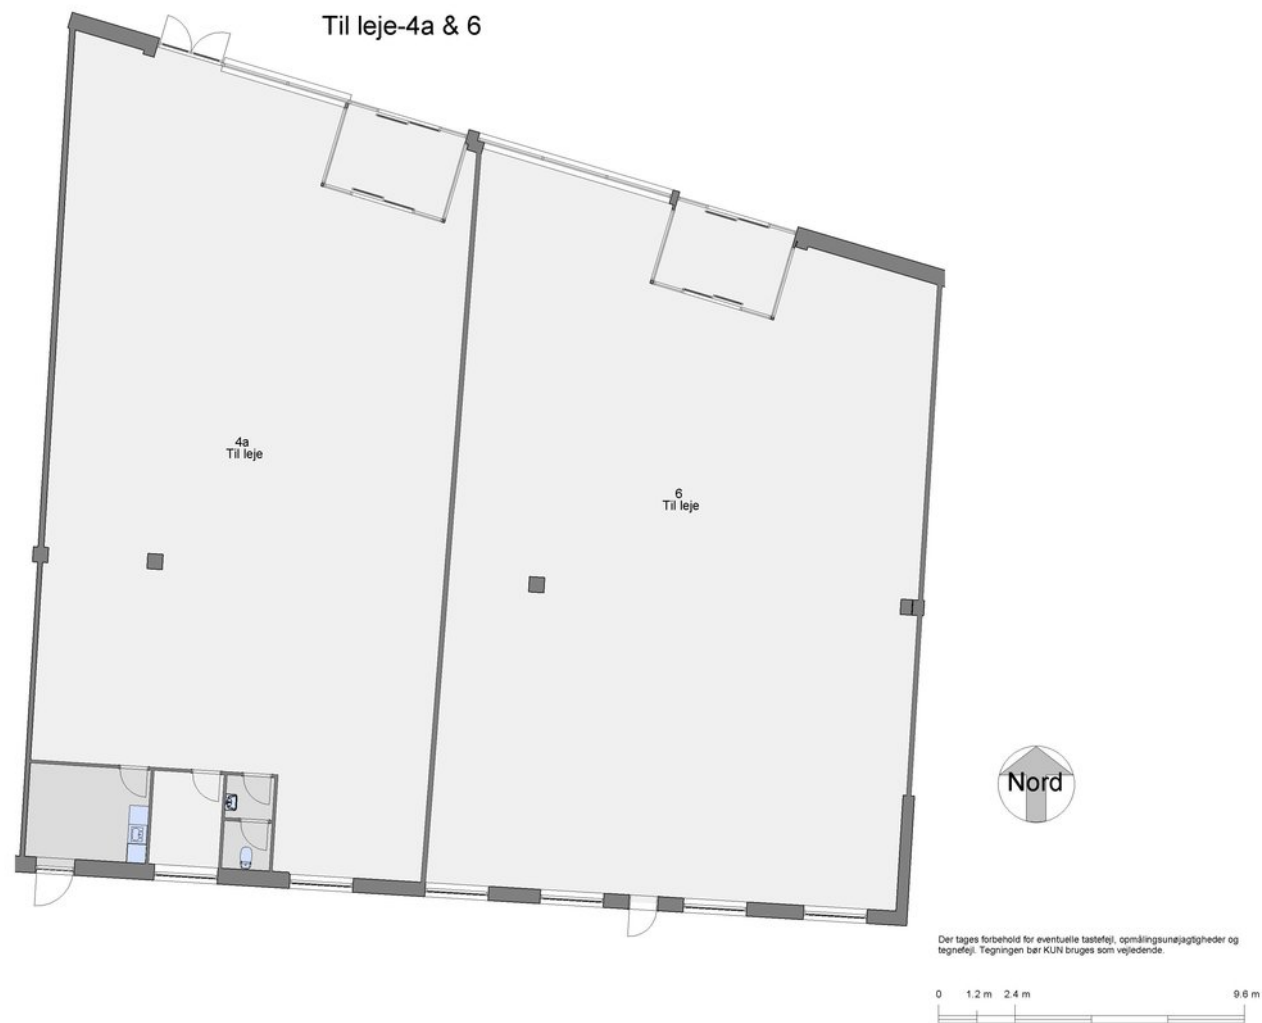 Til leje-4a & 6
4a
Til leje
6
Til leje
Nord
Der tages forbehold for eventuelle tastefejl, opmålingsunøjagtigheder og
tegnefejl. Tegningen bør KUN bruges som vejledende.
0 1.2 m 2.4 m 9.6 m